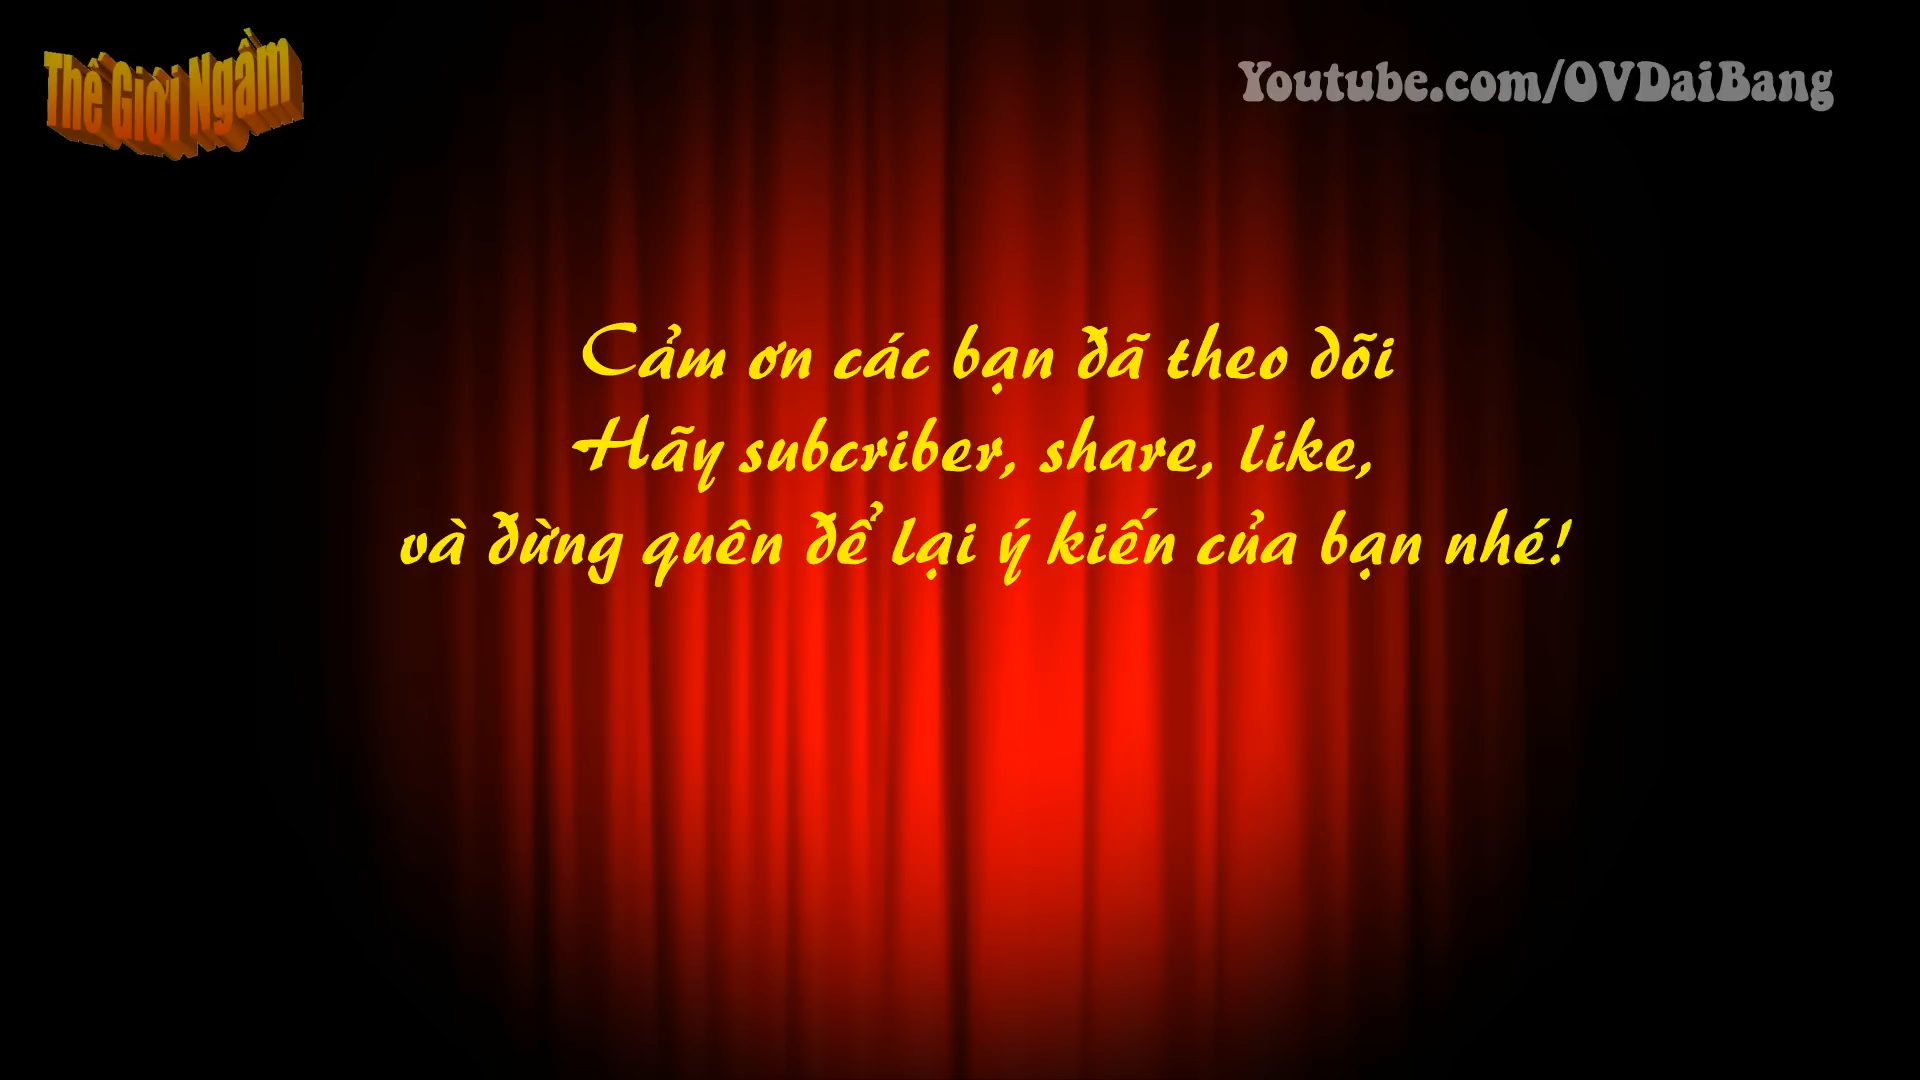 Thế Giới Ngầm
Youtube.com/OVDaiBang
Cảm ơn các bạn đã theo dõi
Hãy subcriber, share, like,
và đừng quên để lại ý kiến của bạn nhé!